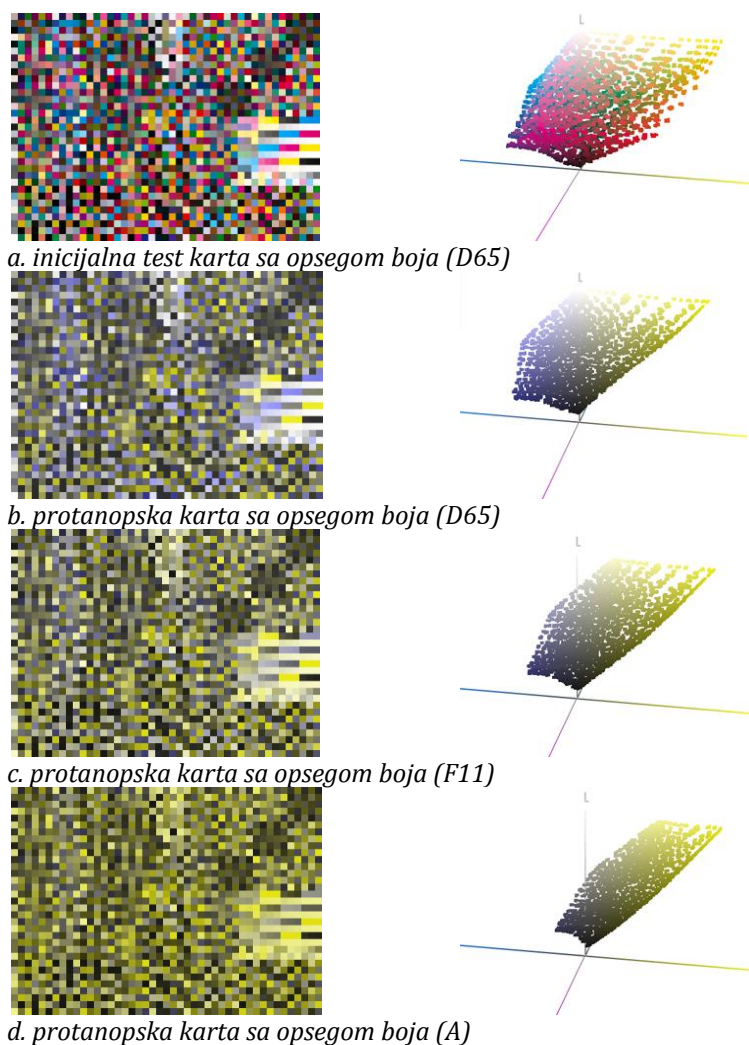 L
a. inicijalna test karta sa opsegom boja (D65)
L
b. protanopska karta sa opsegom boja (D65)
L
c. protanopska karta sa opsegom boja (F11)
L
d. protanopska karta sa opsegom boja (A)